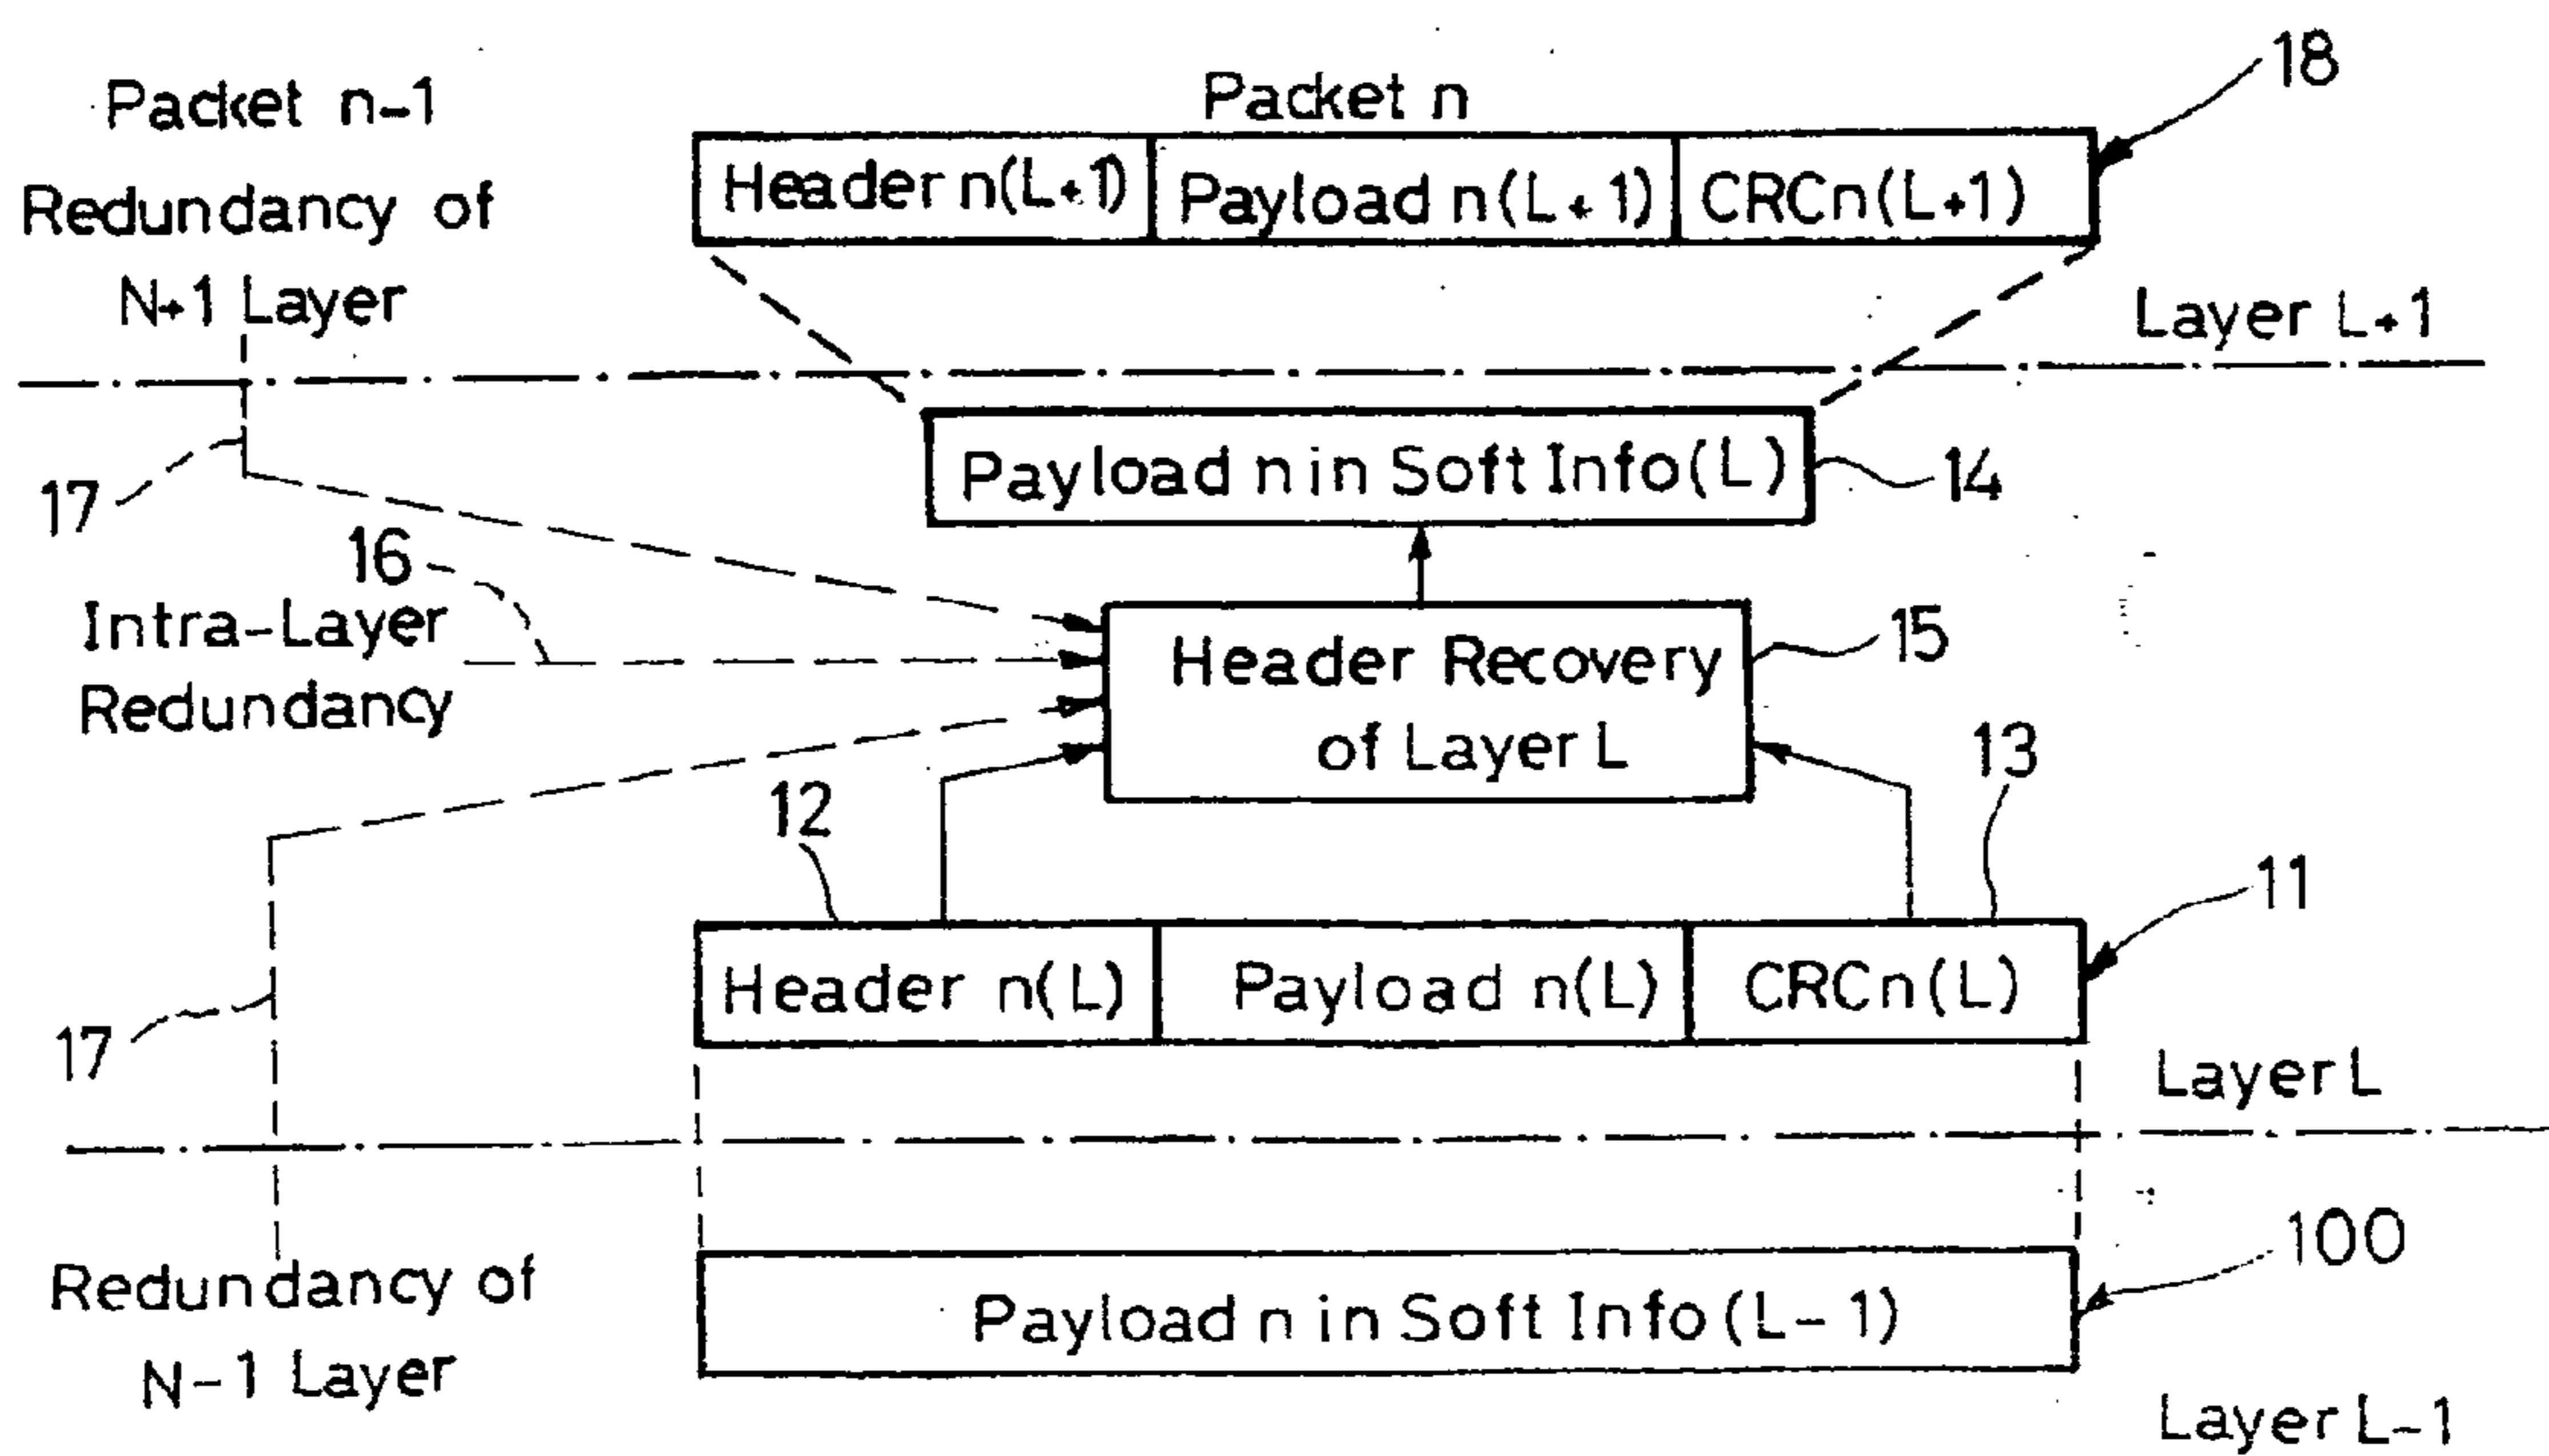 Packet n-1
Redundancy of
N+1 Layer
Packet n
18
Header n(L+1) Payload n(L+1) CRCn(L+1)
Layer L+1
17
Payload n in Soft Info(L)
14
16
Intra-Layer
Redundancy
Header Recovery
of Layer L
15
12
13
11
Header n(L) Payload n(L) CRCn(L)
17
Layer L
Redundancy of
N-1 Layer
Payload n in Soft Info(L-1)
100
Layer L-1